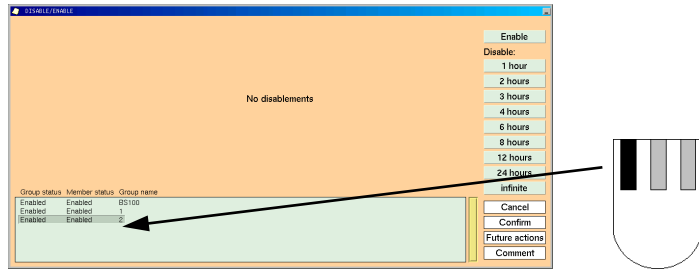 DISABLE/ENABLE
Enable
Disable:
1 hour
2 hours
3 hours
4 hours
6 hours
8 hours
12 hours
24 hours
infinite
No disablements
Group status Member status Group name
Enabled Enabled BS100
Enabled Enabled 1
Enabled Enabled 2
Cancel
Confirm
Future actions
Comment